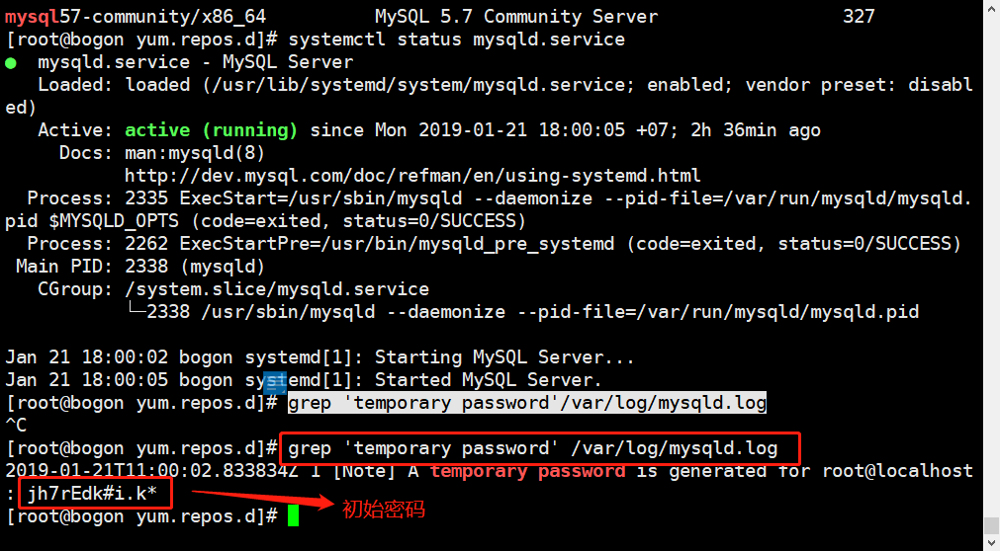 mysql57-community/x86_64          MySQL 5.7 Community Server                 327
[root@bogon yum.repos.d]# systemctl status mysqld.service
● mysqld.service - MySQL Server
   Loaded: loaded (/usr/lib/systemd/system/mysqld.service; enabled; vendor preset: disabl
ed)
   Active: active (running) since Mon 2019-01-21 18:00:05 +07; 2h 36min ago
     Docs: man:mysqld(8)
           http://dev.mysql.com/doc/refman/en/using-systemd.html
  Process: 2335 ExecStart=/usr/sbin/mysqld --daemonize --pid-file=/var/run/mysqld/mysqld.
pid $MYSQLD_OPTS (code=exited, status=0/SUCCESS)
  Process: 2262 ExecStartPre=/usr/bin/mysqld_pre_systemd (code=exited, status=0/SUCCESS)
 Main PID: 2338 (mysqld)
   CGroup: /system.slice/mysqld.service
           └─2338 /usr/sbin/mysqld --daemonize --pid-file=/var/run/mysqld/mysqld.pid
Jan 21 18:00:02 bogon systemd[1]: Starting MySQL Server...
Jan 21 18:00:05 bogon systemd[1]: Started MySQL Server.
[root@bogon yum.repos.d]# grep 'temporary password'/var/log/mysqld.log
^C
[root@bogon yum.repos.d]# grep 'temporary password' /var/log/mysqld.log
2019-01-21T11:00:02.833834Z 1 [Note] A temporary password is generated for root@localhost
: jh7rEdk#i.k* 初始密码
[root@bogon yum.repos.d]#